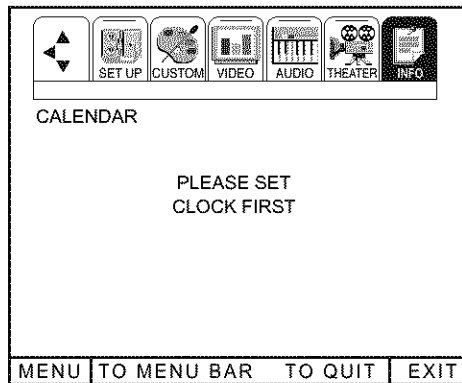 SET UP CUSTOM VIDEO AUDIO THEATER INFO
CALENDAR
PLEASE SET
CLOCK FIRST
MENU TO MENU BAR TO QUIT EXIT